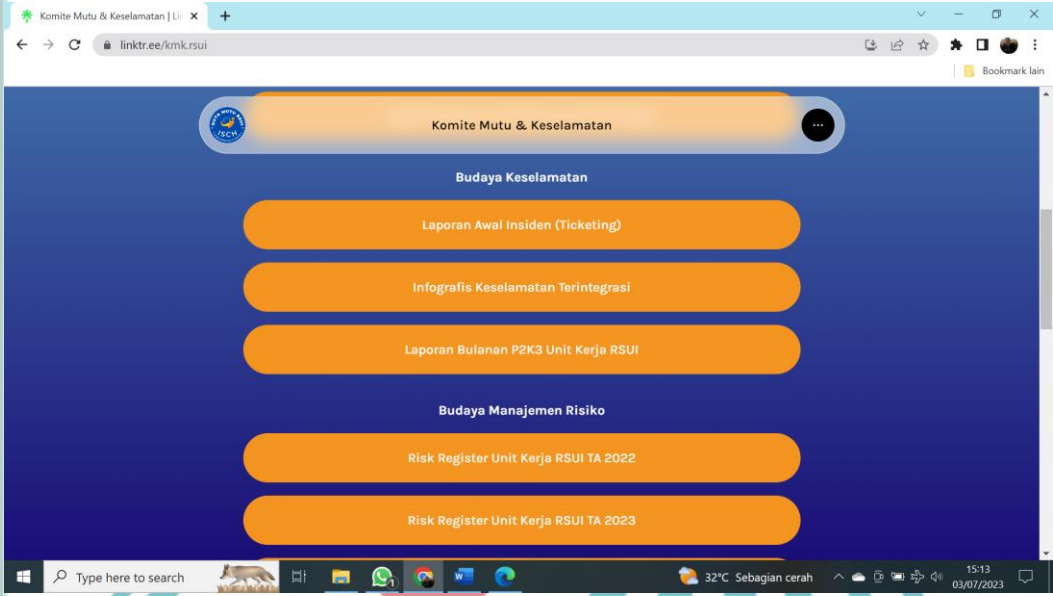 Komite Mutu & Keselamatan | Lin
linktr.ee/kmk.rsui
Bookmark lain
Komite Mutu & Keselamatan
ISCH
Budaya Keselamatan
Laporan Awal Insiden (Ticketing)
Infografis Keselamatan Terintegrasi
Laporan Bulanan P2K3 Unit Kerja RSUI
Budaya Manajemen Risiko
Risk Register Unit Kerja RSUI TA 2022
Risk Register Unit Kerja RSUI TA 2023
Type here to search
32°C Sebagian cerah
15:13
03/07/2023